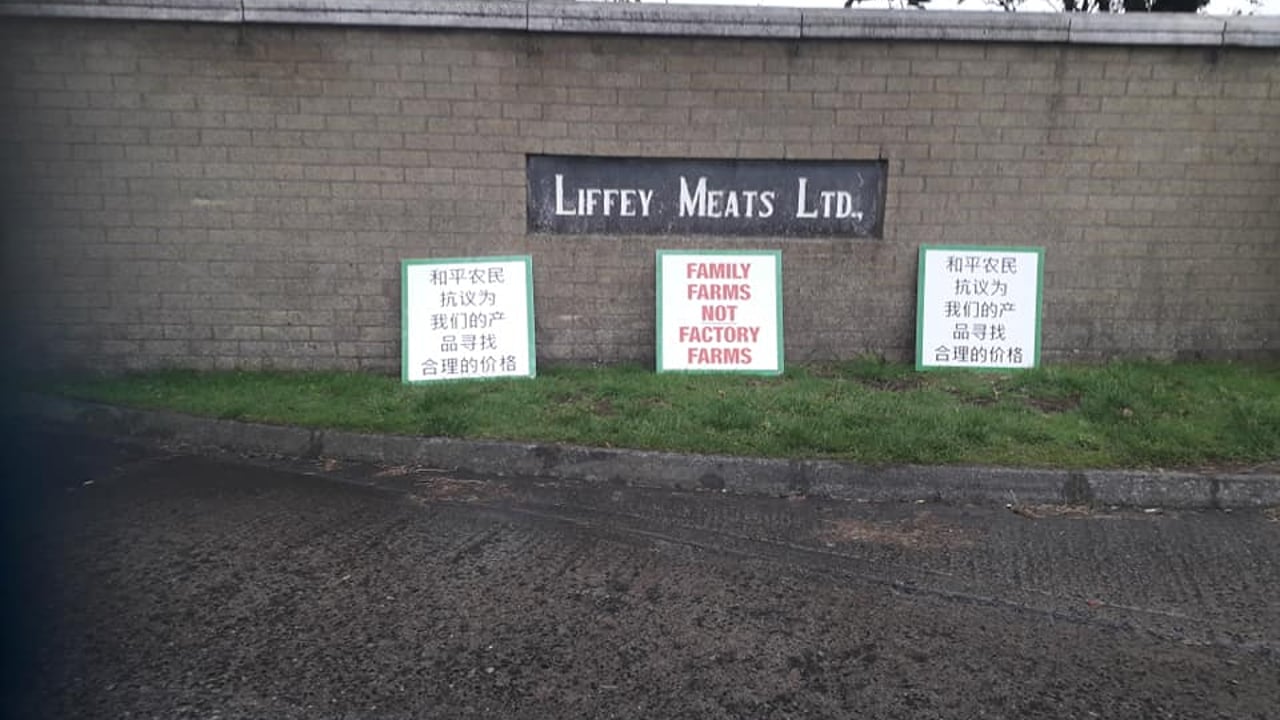 LIFFEY MEATS LTD.,
和平农民
抗议为
我们的产
品寻找
合理的价格
FAMILY
FARMS
NOT
FACTORY
FARMS
和平农民
抗议为
我们的产
品寻找
合理的价格